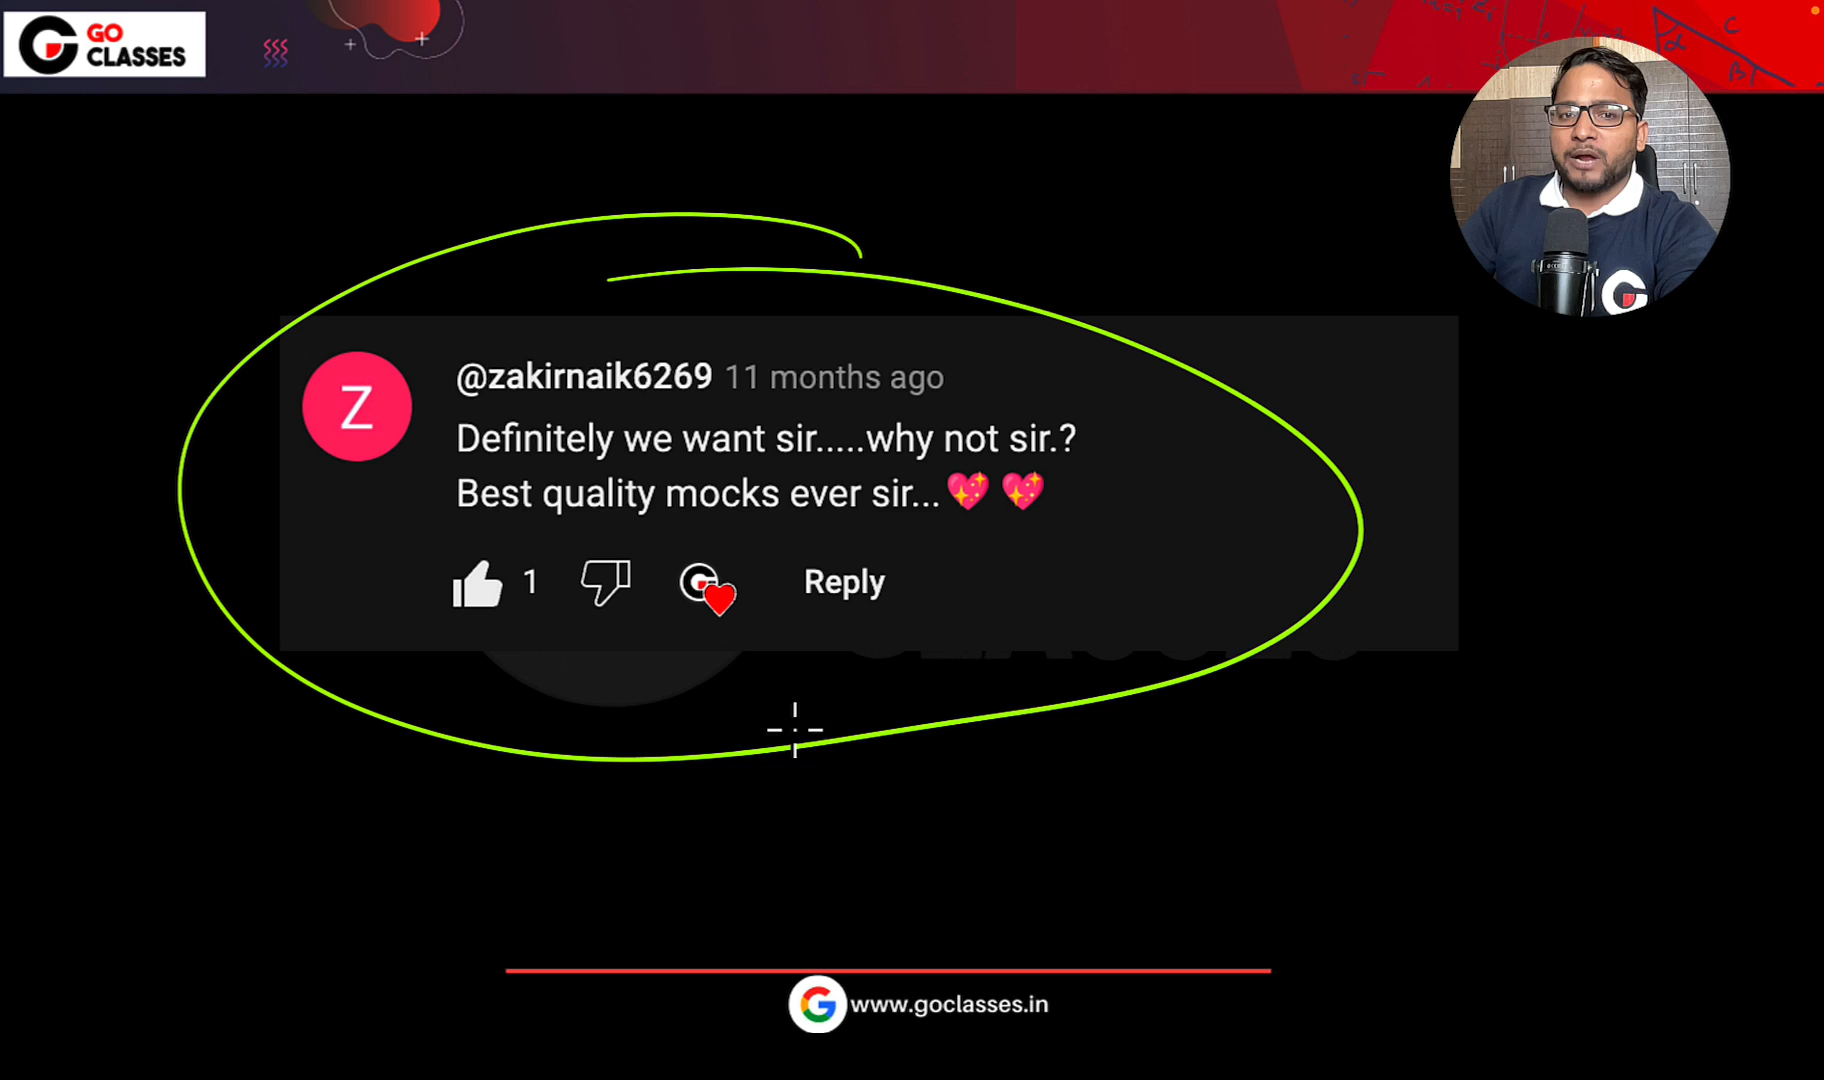 GO
CLASSES
@zakirnaik6269 11 months ago
Definitely we want sir.....why not sir.?
Best quality mocks ever sir...💖 💖
1
Reply
www.goclasses.in